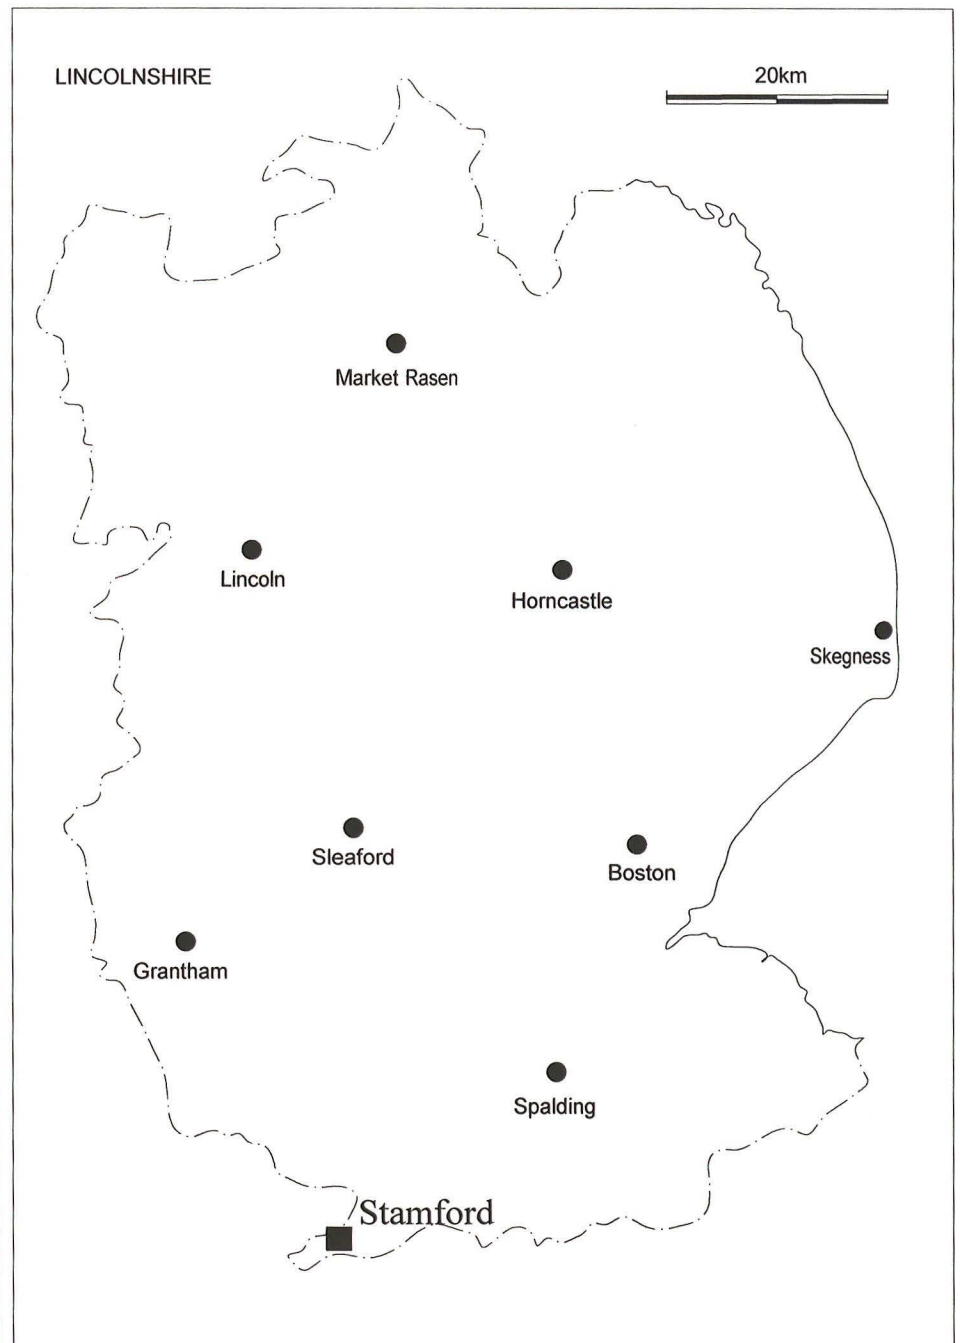 LINCOLNSHIRE
20km
Market Rasen
Lincoln
Horncastle
Skegness
Sleaford
Boston
Grantham
Spalding
Stamford